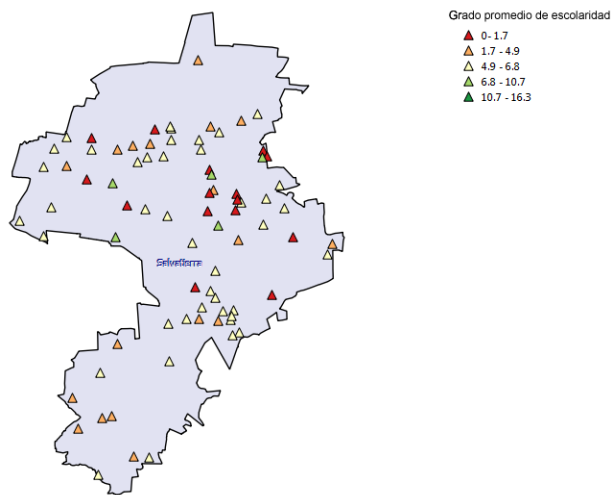 Grado promedio de escolaridad
0- 1.7
1.7 - 4.9
4.9 - 6.8
6.8 - 10.7
10.7 - 16.3
Salvatierra